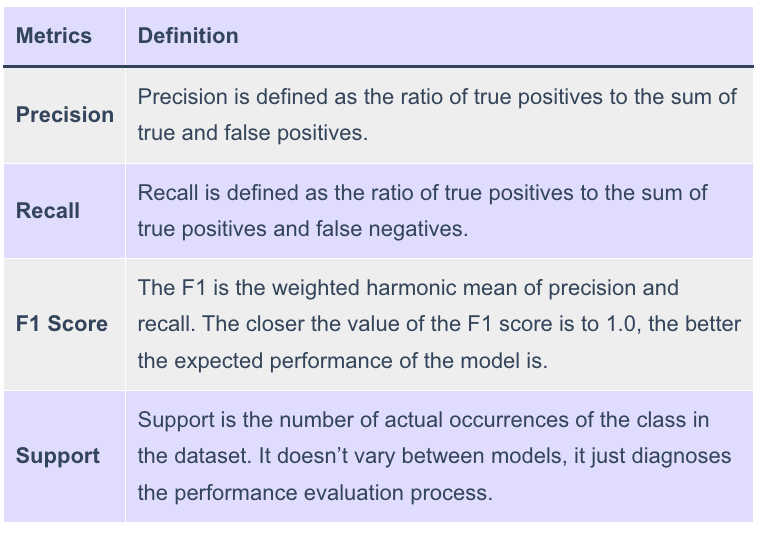 Metrics Definition
Precision
Precision is defined as the ratio of true positives to the sum of
true and false positives.
Recall
Recall is defined as the ratio of true positives to the sum of
true positives and false negatives.
F1 Score
The F1 is the weighted harmonic mean of precision and
recall. The closer the value of the F1 score is to 1.0, the better
the expected performance of the model is.
Support
Support is the number of actual occurrences of the class in
the dataset. It doesn’t vary between models, it just diagnoses
the performance evaluation process.